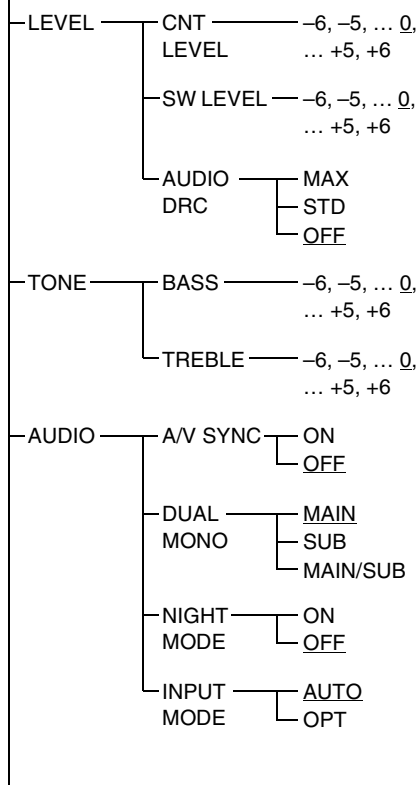 LEVEL CNT –6, –5, … 0,
LEVEL … +5, +6
SW LEVEL –6, –5, … 0,
… +5, +6
AUDIO MAX
DRC STD
OFF
TONE BASS –6, –5, … 0,
… +5, +6
TREBLE –6, –5, … 0,
… +5, +6
AUDIO A/V SYNC ON
OFF
DUAL MAIN
MONO SUB
MAIN/SUB
NIGHT ON
MODE OFF
INPUT AUTO
MODE OPT